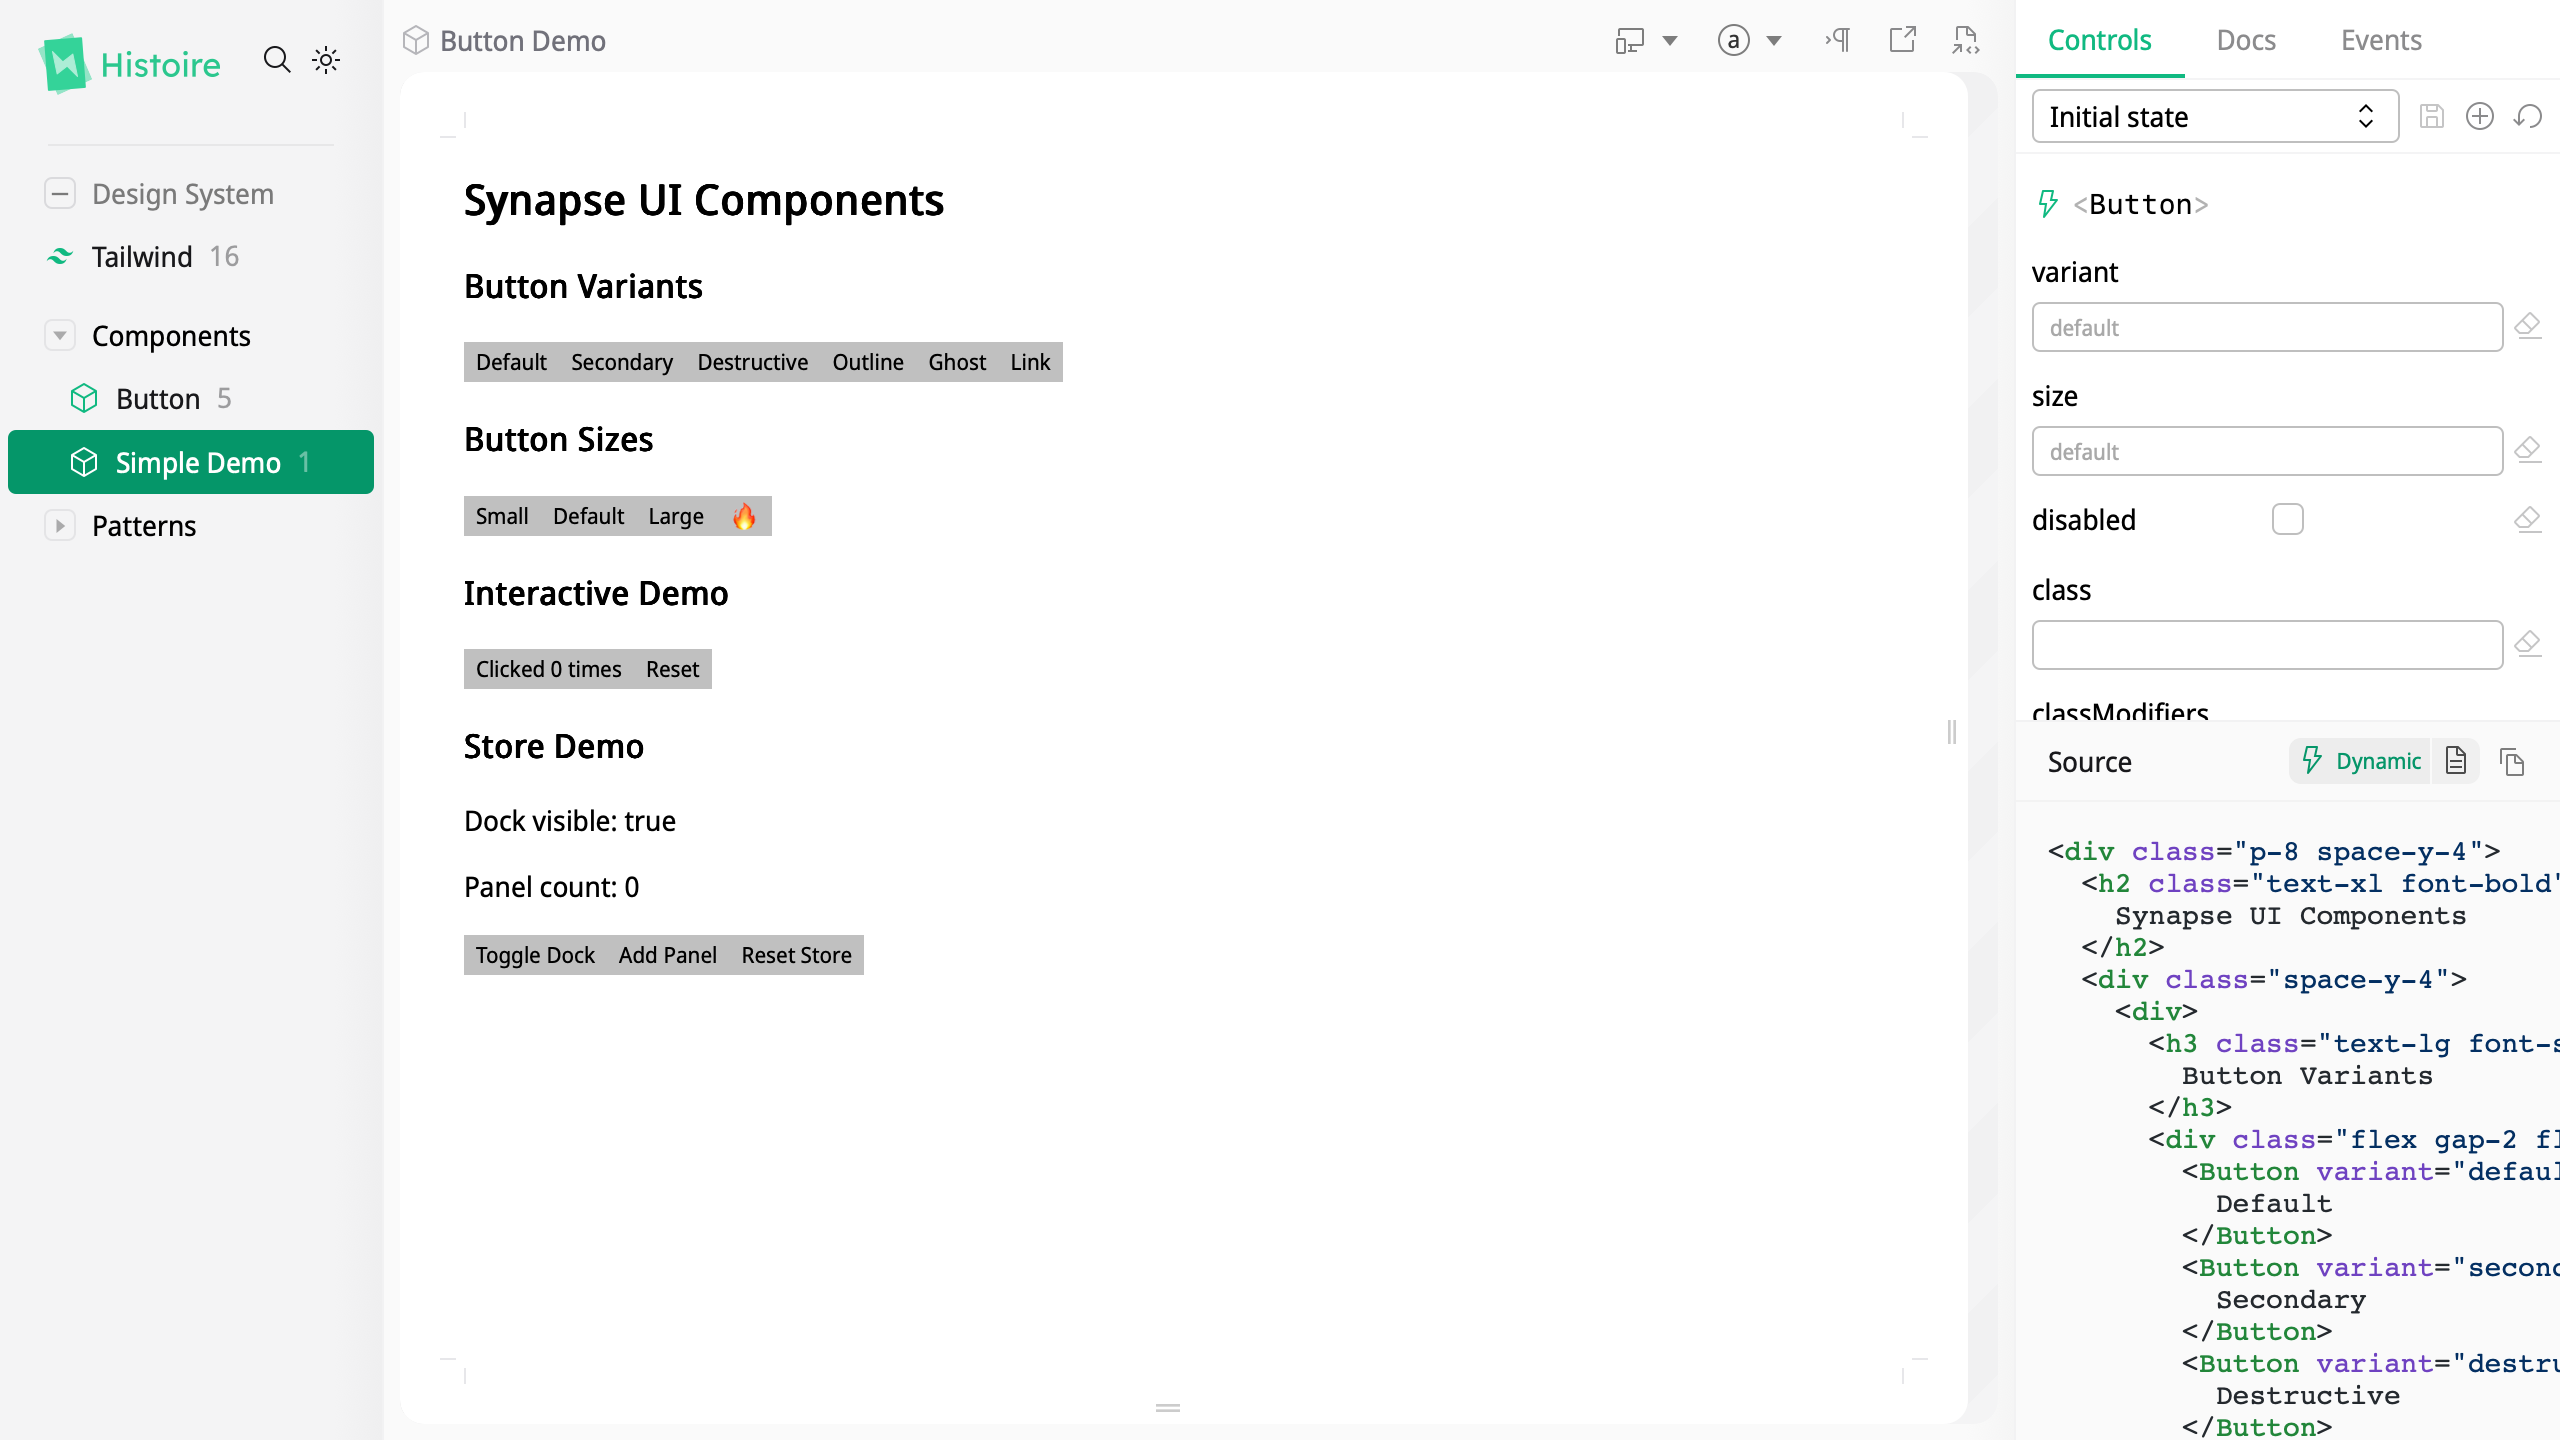 Histoire
Design System
Tailwind 16
Components
Button 5
Simple Demo 1
Patterns
Button Demo
a
Synapse UI Components
Button Variants
Default Secondary Destructive Outline Ghost Link
Button Sizes
Small Default Large 🔥
Interactive Demo
Clicked 0 times Reset
Store Demo
Dock visible: true
Panel count: 0
Toggle Dock Add Panel Reset Store
Controls Docs Events
Initial state
<Button>
variant
default
size
default
disabled
class
classModifiers
Source Dynamic
<div class="p-8 space-y-4">
<h2 class="text-xl font-bold"
Synapse UI Components
</h2>
<div class="space-y-4">
<div>
<h3 class="text-lg font-s
Button Variants
</h3>
<div class="flex gap-2 fl
<Button variant="defaul
Default
</Button>
<Button variant="second
Secondary
</Button>
<Button variant="destru
Destructive
</Button>